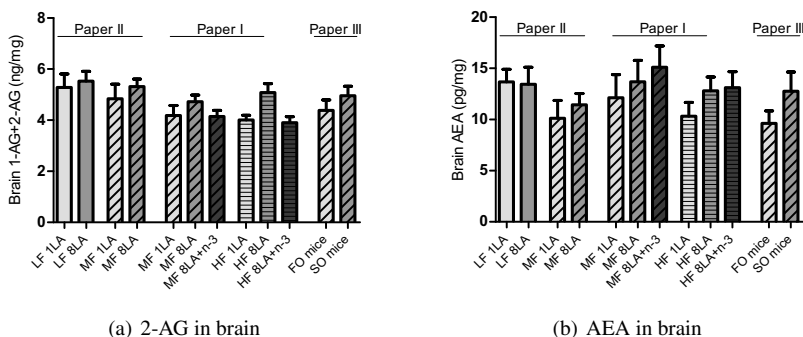 Paper II Paper I Paper III
Brain 1-AG+2-AG (ng/mg)
8
6
4
2
0
LF 1LA
LF 8LA
MF 1LA
MF 8LA
MF 1LA
MF 8LA
MF 8LA+n-3
HF 1LA
HF 8LA
HF 8LA+n-3
FO mice
SO mice
(a) 2-AG in brain
Paper II Paper I Paper III
Brain AEA (pg/mg)
20
15
10
5
0
LF 1LA
LF 8LA
MF 1LA
MF 8LA
MF 1LA
MF 8LA
MF 8LA+n-3
HF 1LA
HF 8LA
HF 8LA+n-3
FO mice
SO mice
(b) AEA in brain